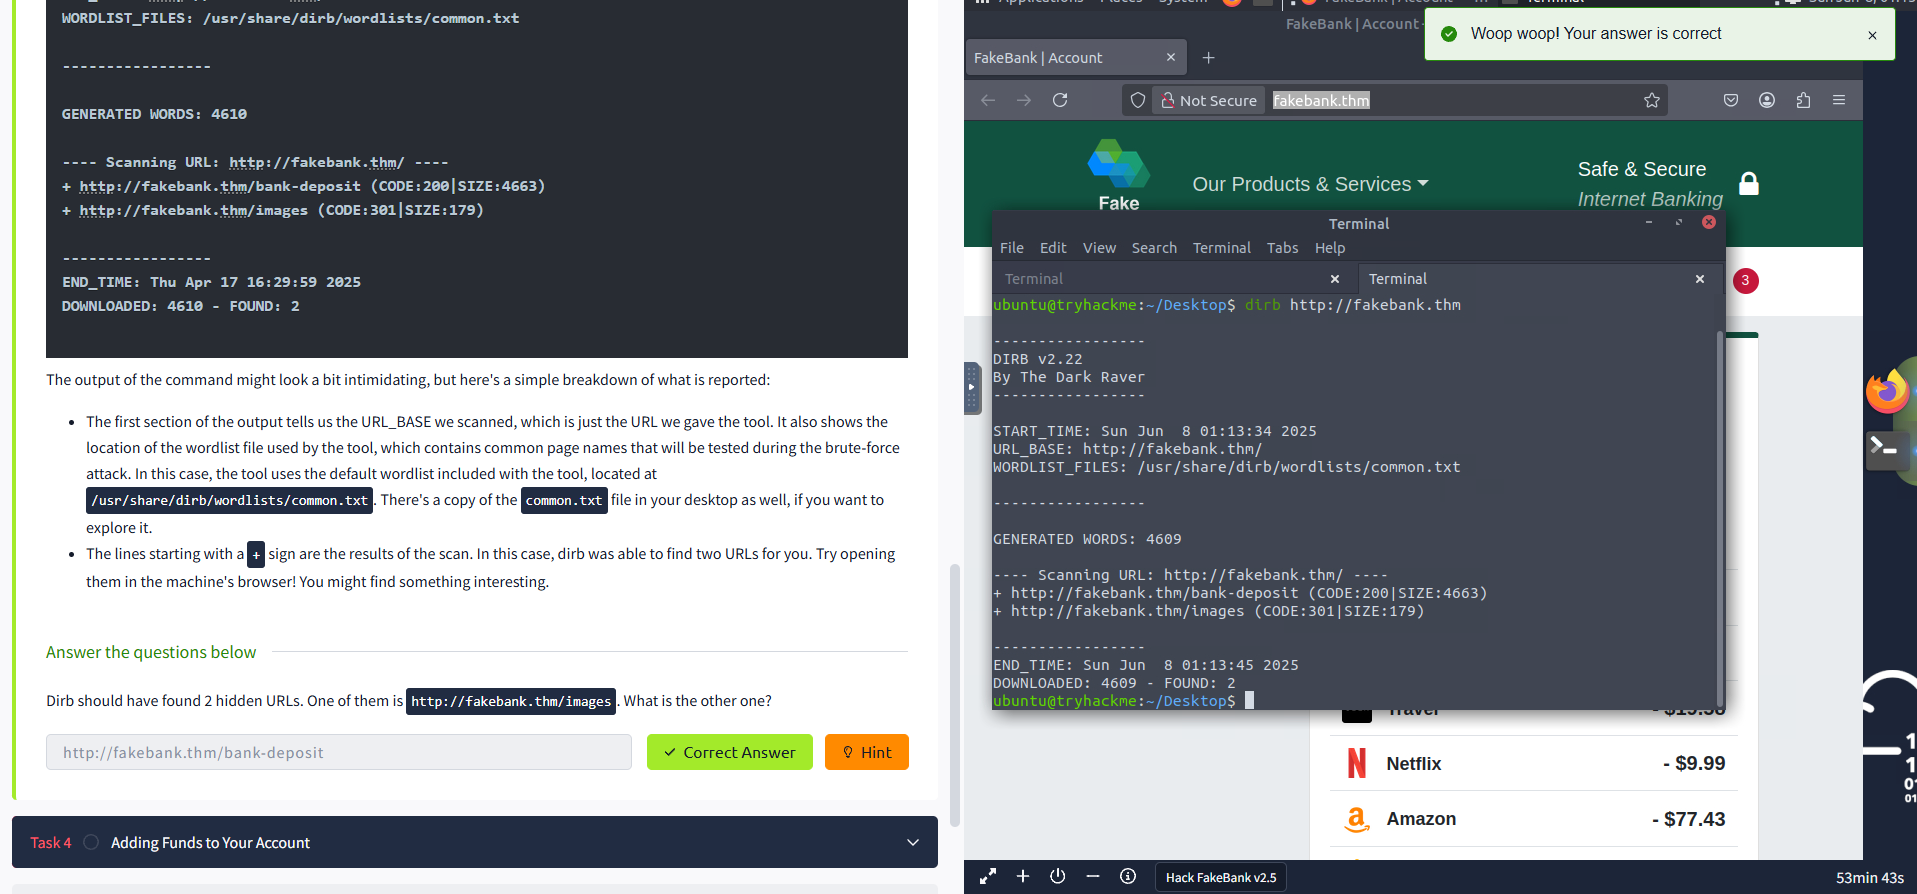 WORDLIST_FILES: /usr/share/dirb/wordlists/common.txt
-----------------
GENERATED WORDS: 4610
---- Scanning URL: http://fakebank.thm/ ----
+ http://fakebank.thm/bank-deposit (CODE:200|SIZE:4663)
+ http://fakebank.thm/images (CODE:301|SIZE:179)
-----------------
END_TIME: Thu Apr 17 16:29:59 2025
DOWNLOADED: 4610 - FOUND: 2
The output of the command might look a bit intimidating, but here's a simple breakdown of what is reported:
• The first section of the output tells us the URL_BASE we scanned, which is just the URL we gave the tool. It also shows the
location of the wordlist file used by the tool, which contains common page names that will be tested during the brute-force
attack. In this case, the tool uses the default wordlist included with the tool, located at
/usr/share/dirb/wordlists/common.txt. There's a copy of the common.txt file in your desktop as well, if you want to
explore it.
• The lines starting with a + sign are the results of the scan. In this case, dirb was able to find two URLs for you. Try opening
them in the machine's browser! You might find something interesting.
Answer the questions below
Dirb should have found 2 hidden URLs. One of them is http://fakebank.thm/images. What is the other one?
http://fakebank.thm/bank-deposit
Correct Answer
Hint
Task 4
Adding Funds to Your Account
Applications Places System
FakeBank | Account
Woop woop! Your answer is correct
FakeBank | Account
Not Secure
fakebank.thm
Fake
Our Products & Services
Safe & Secure
Internet Banking
Terminal
File Edit View Search Terminal Tabs Help
Terminal
Terminal
3
ubuntu@tryhackme:~/Desktop$ dirb http://fakebank.thm
-----------------
DIRB v2.22
By The Dark Raver
-----------------
START_TIME: Sun Jun  8 01:13:34 2025
URL_BASE: http://fakebank.thm/
WORDLIST_FILES: /usr/share/dirb/wordlists/common.txt
-----------------
GENERATED WORDS: 4609
---- Scanning URL: http://fakebank.thm/ ----
+ http://fakebank.thm/bank-deposit (CODE:200|SIZE:4663)
+ http://fakebank.thm/images (CODE:301|SIZE:179)
-----------------
END_TIME: Sun Jun  8 01:13:45 2025
DOWNLOADED: 4609 - FOUND: 2
ubuntu@tryhackme:~/Desktop$
Travel
Netflix
- $9.99
Amazon
- $77.43
Hack FakeBank v2.5
53min 43s